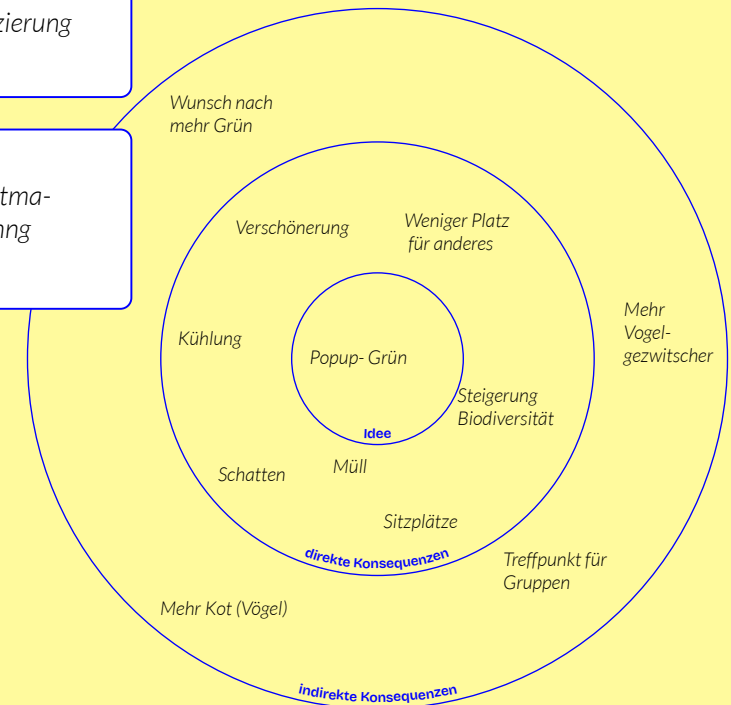 zierung
tma-
nng
Wunsch nach
mehr Grün
Verschönerung
Weniger Platz
für anderes
Kühlung
Popup- Grün
Mehr
Vogel-
gezwitscher
Steigerung
Biodiversität
Idee
Müll
Schatten
Sitzplätze
direkte Konsequenzen
Treffpunkt für
Gruppen
Mehr Kot (Vögel)
indirekte Konsequenzen